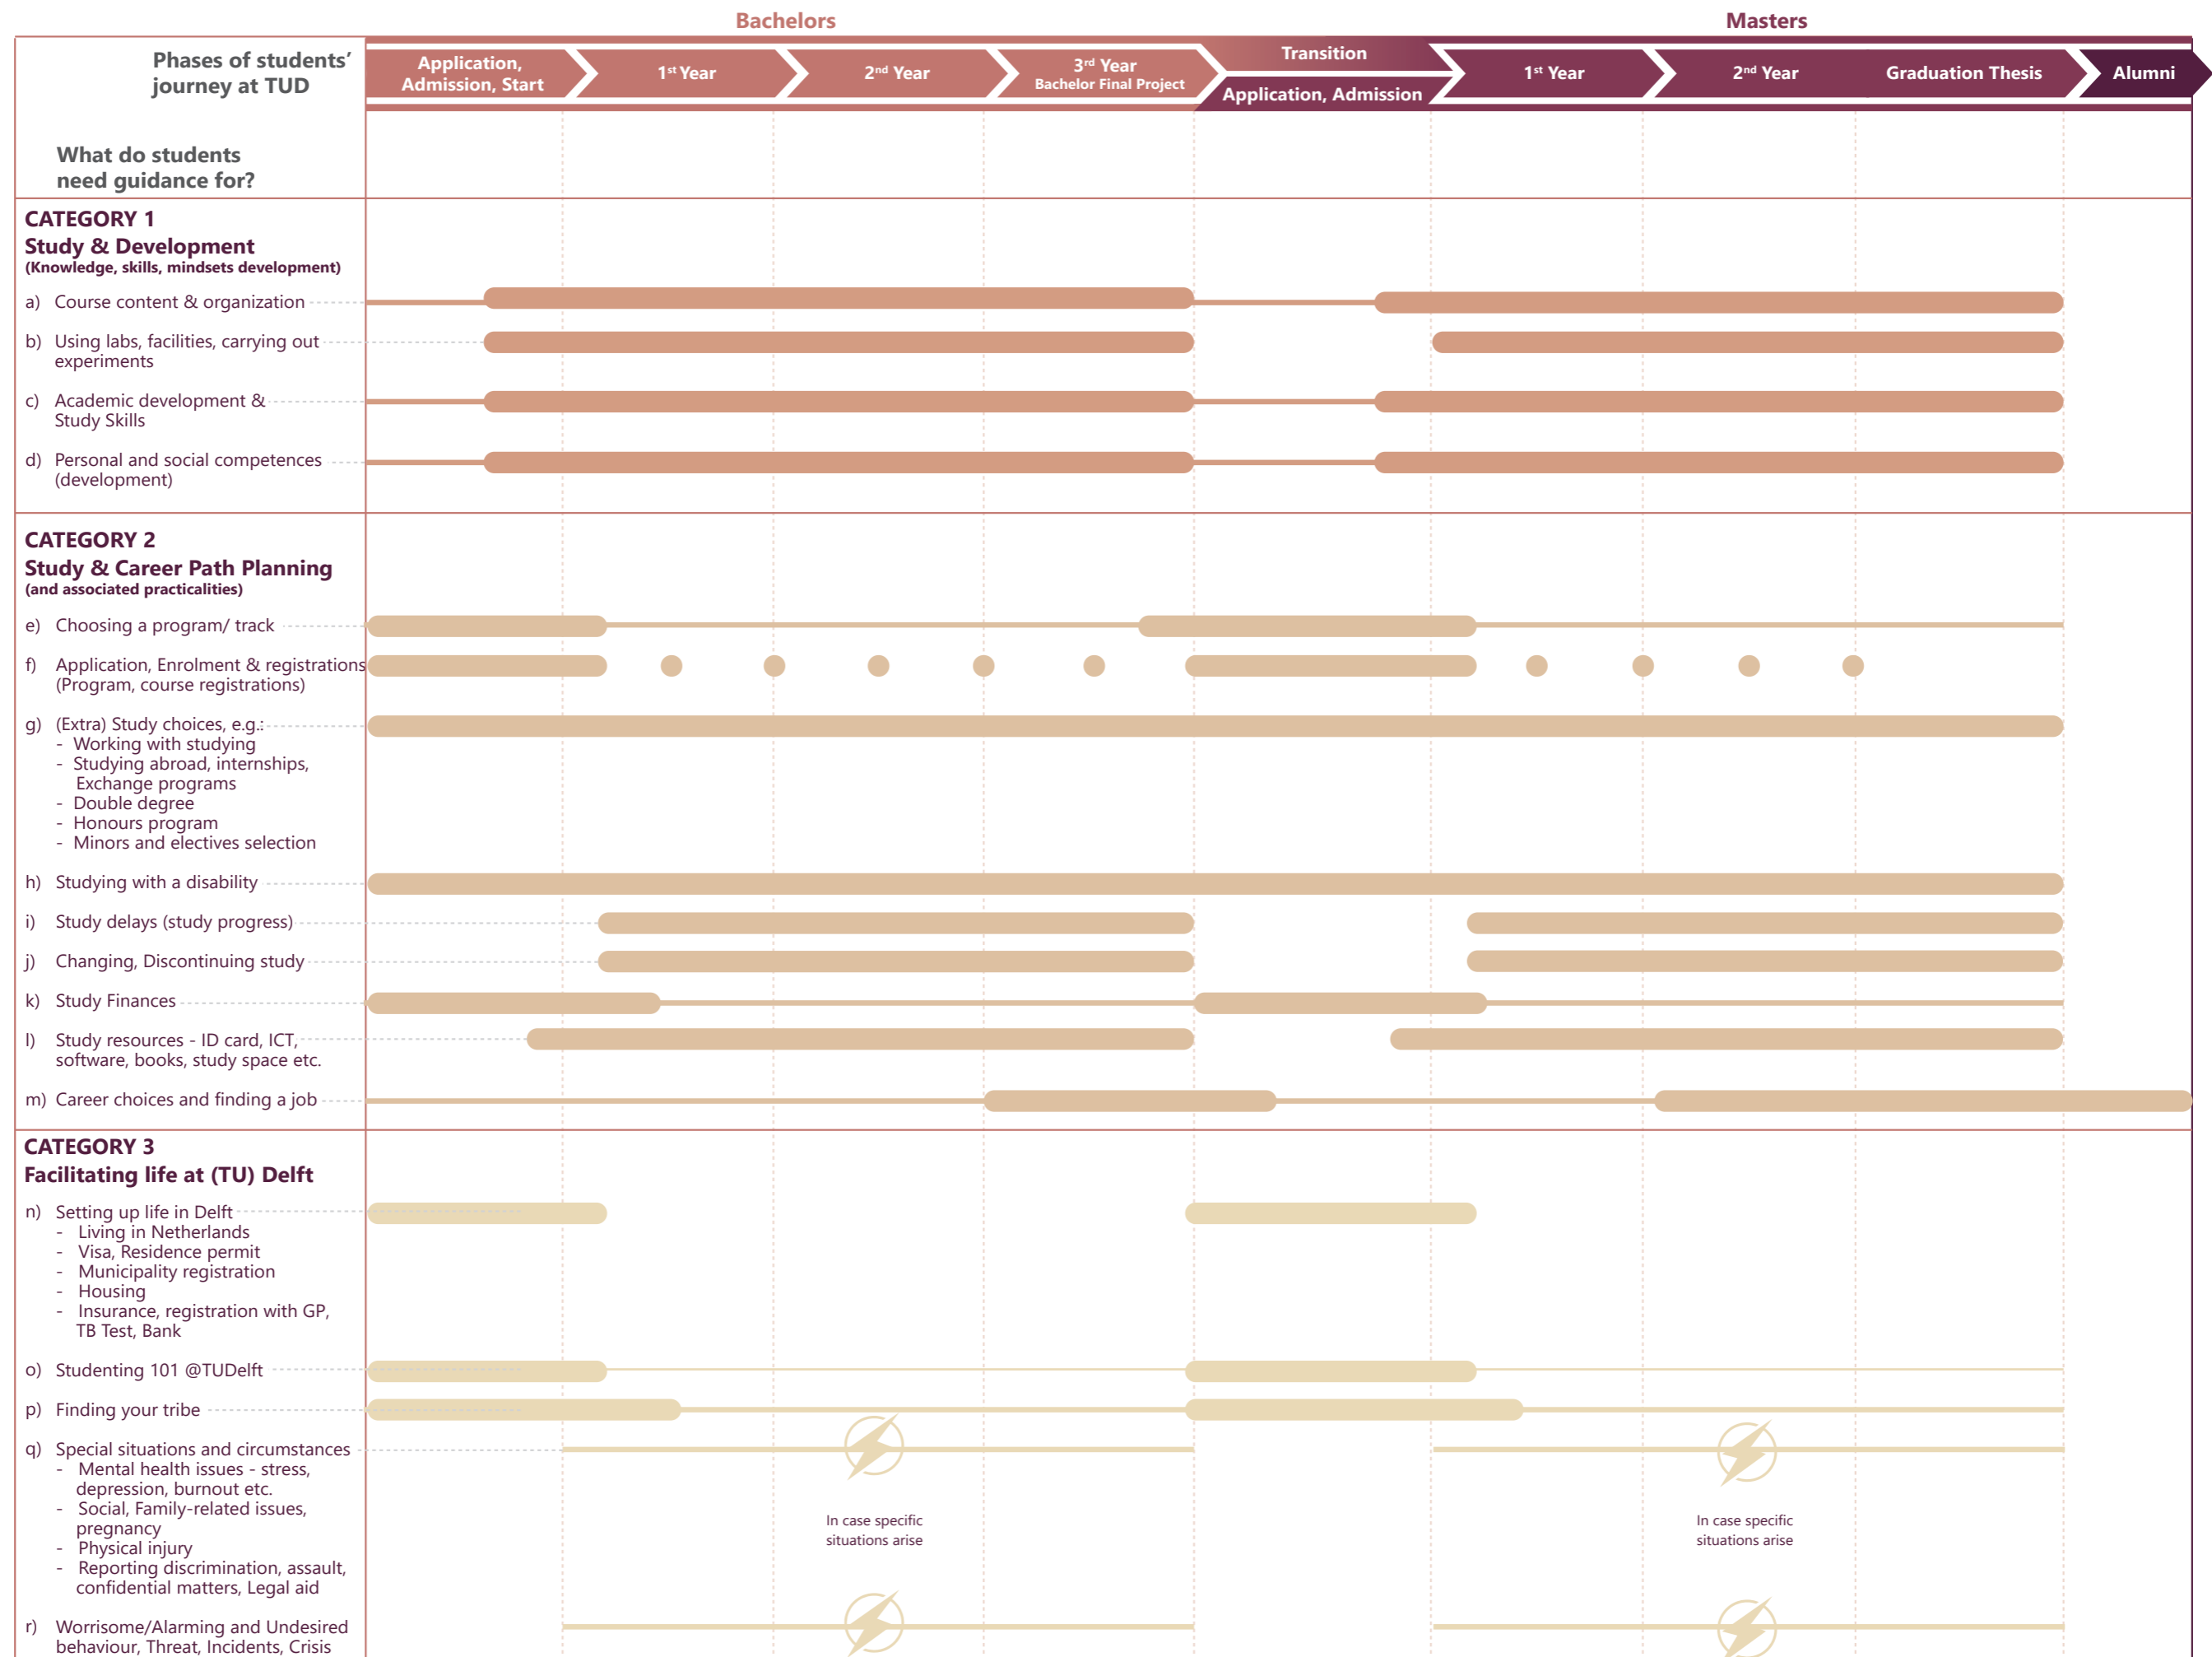 Bachelors
Masters
Phases of students’
journey at TUD
Application,
Admission, Start
1st Year
2nd Year
3rd Year
Bachelor Final Project
Transition
Application, Admission
1st Year
2nd Year
Graduation Thesis
Alumni
What do students
need guidance for?
CATEGORY 1
Study & Development
(Knowledge, skills, mindsets development)
a) Course content & organization
b) Using labs, facilities, carrying out
experiments
c) Academic development &
Study Skills
d) Personal and social competences
(development)
CATEGORY 2
Study & Career Path Planning
(and associated practicalities)
e) Choosing a program/ track
f) Application, Enrolment & registrations
(Program, course registrations)
g) (Extra) Study choices, e.g.:
- Working with studying
- Studying abroad, internships,
Exchange programs
- Double degree
- Honours program
- Minors and electives selection
h) Studying with a disability
i) Study delays (study progress)
j) Changing, Discontinuing study
k) Study Finances
l) Study resources - ID card, ICT,
software, books, study space etc.
m) Career choices and finding a job
CATEGORY 3
Facilitating life at (TU) Delft
n) Setting up life in Delft
- Living in Netherlands
- Visa, Residence permit
- Municipality registration
- Housing
- Insurance, registration with GP,
TB Test, Bank
o) Studenting 101 @TUDelft
p) Finding your tribe
q) Special situations and circumstances
- Mental health issues - stress,
depression, burnout etc.
- Social, Family-related issues,
pregnancy
- Physical injury
- Reporting discrimination, assault,
confidential matters, Legal aid
In case specific
situations arise
In case specific
situations arise
r) Worrisome/Alarming and Undesired
behaviour, Threat, Incidents, Crisis